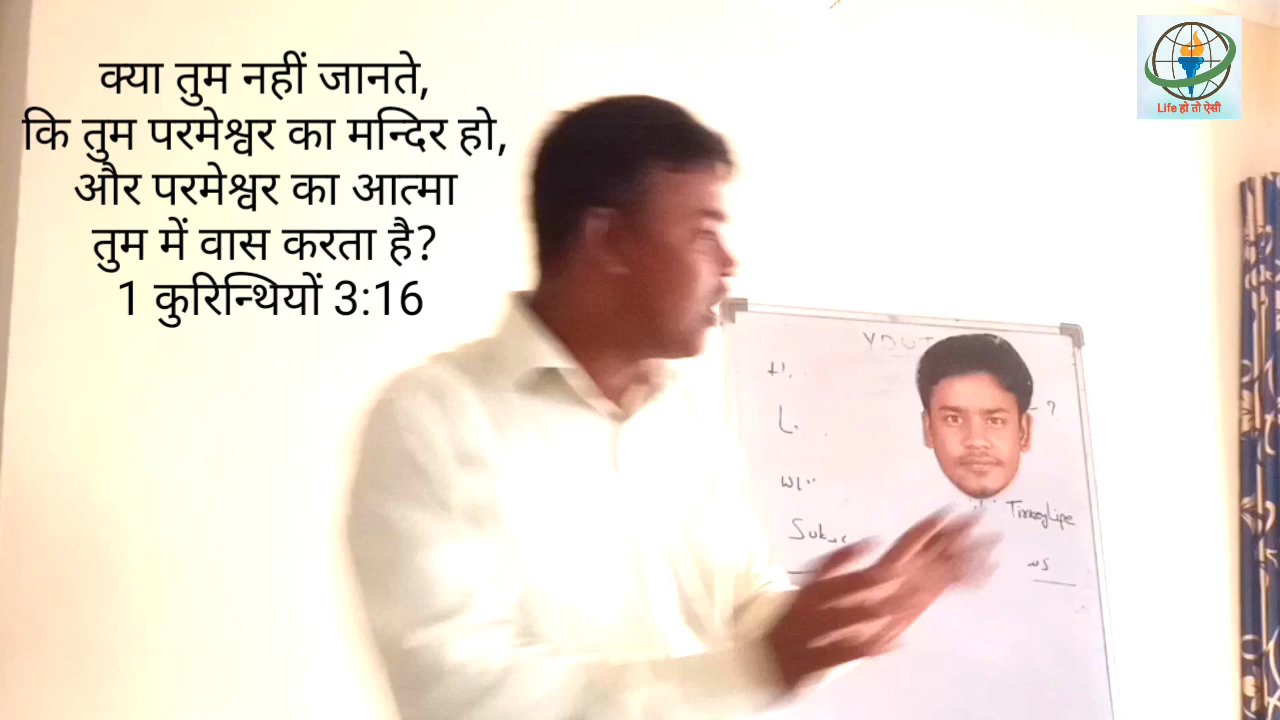 क्या तुम नहीं जानते,
कि तुम परमेश्वर का मन्दिर हो,
और परमेश्वर का आत्मा
तुम में वास करता है?
1 कुरिन्थियों 3:16
Life हो तो ऐसी